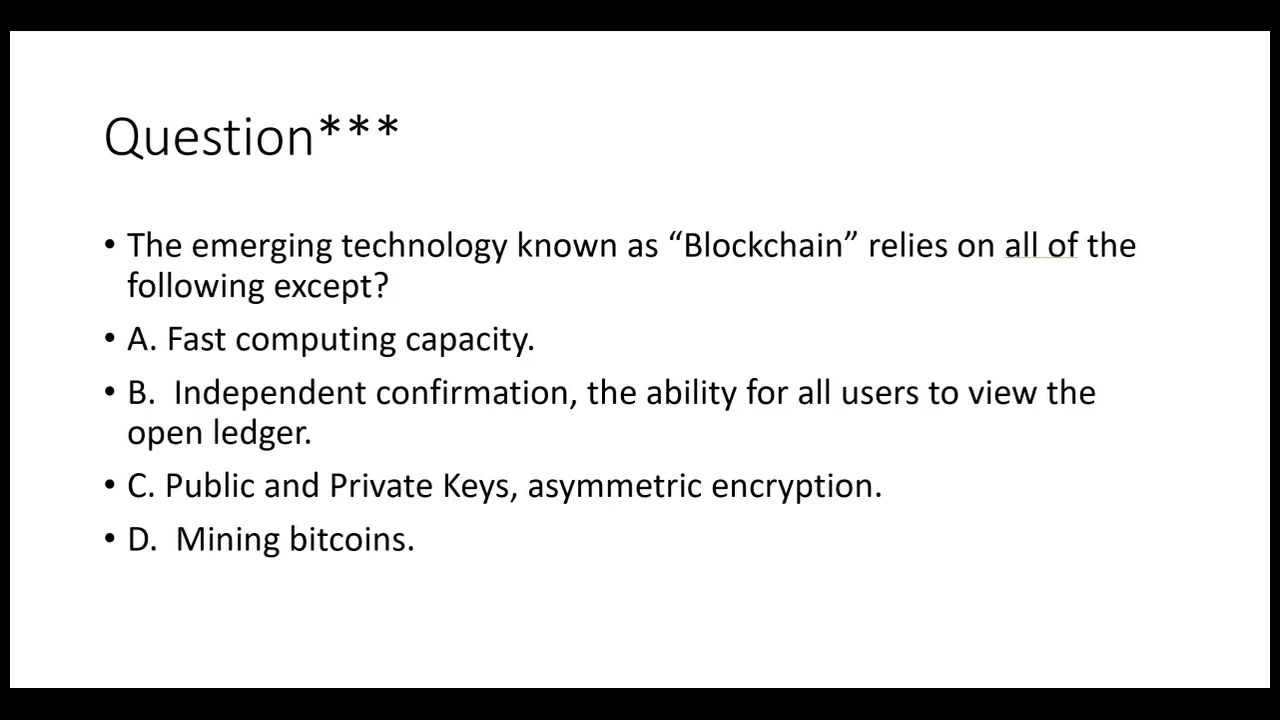 Question***
• The emerging technology known as “Blockchain” relies on all of the
following except?
• A. Fast computing capacity.
• B.  Independent confirmation, the ability for all users to view the
open ledger.
• C. Public and Private Keys, asymmetric encryption.
• D.  Mining bitcoins.